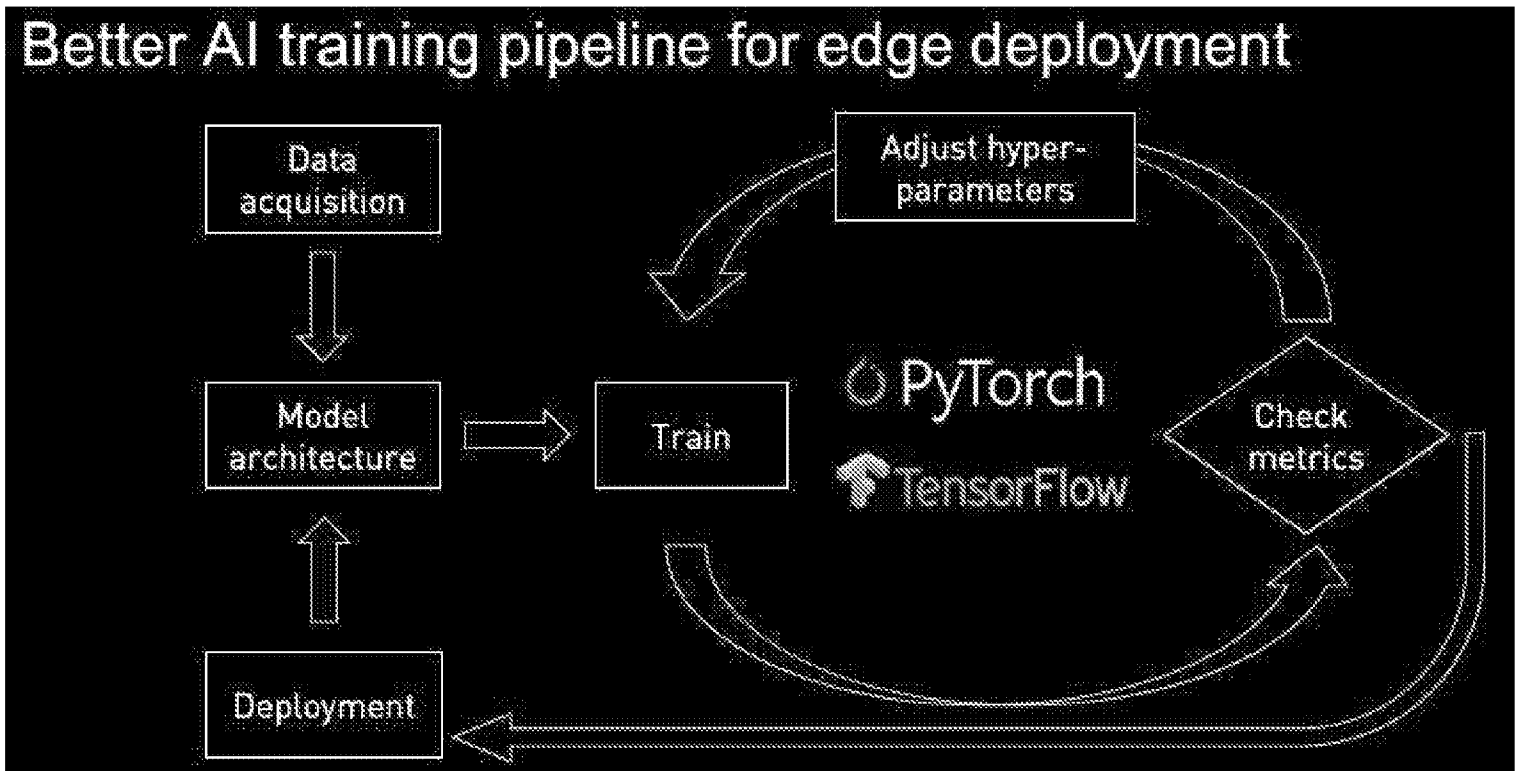 Better AI training pipeline for edge deployment
Data
acquisition
Adjust hyper-
parameters
Model
architecture
Train
PyTorch
TensorFlow
Check
metrics
Deployment